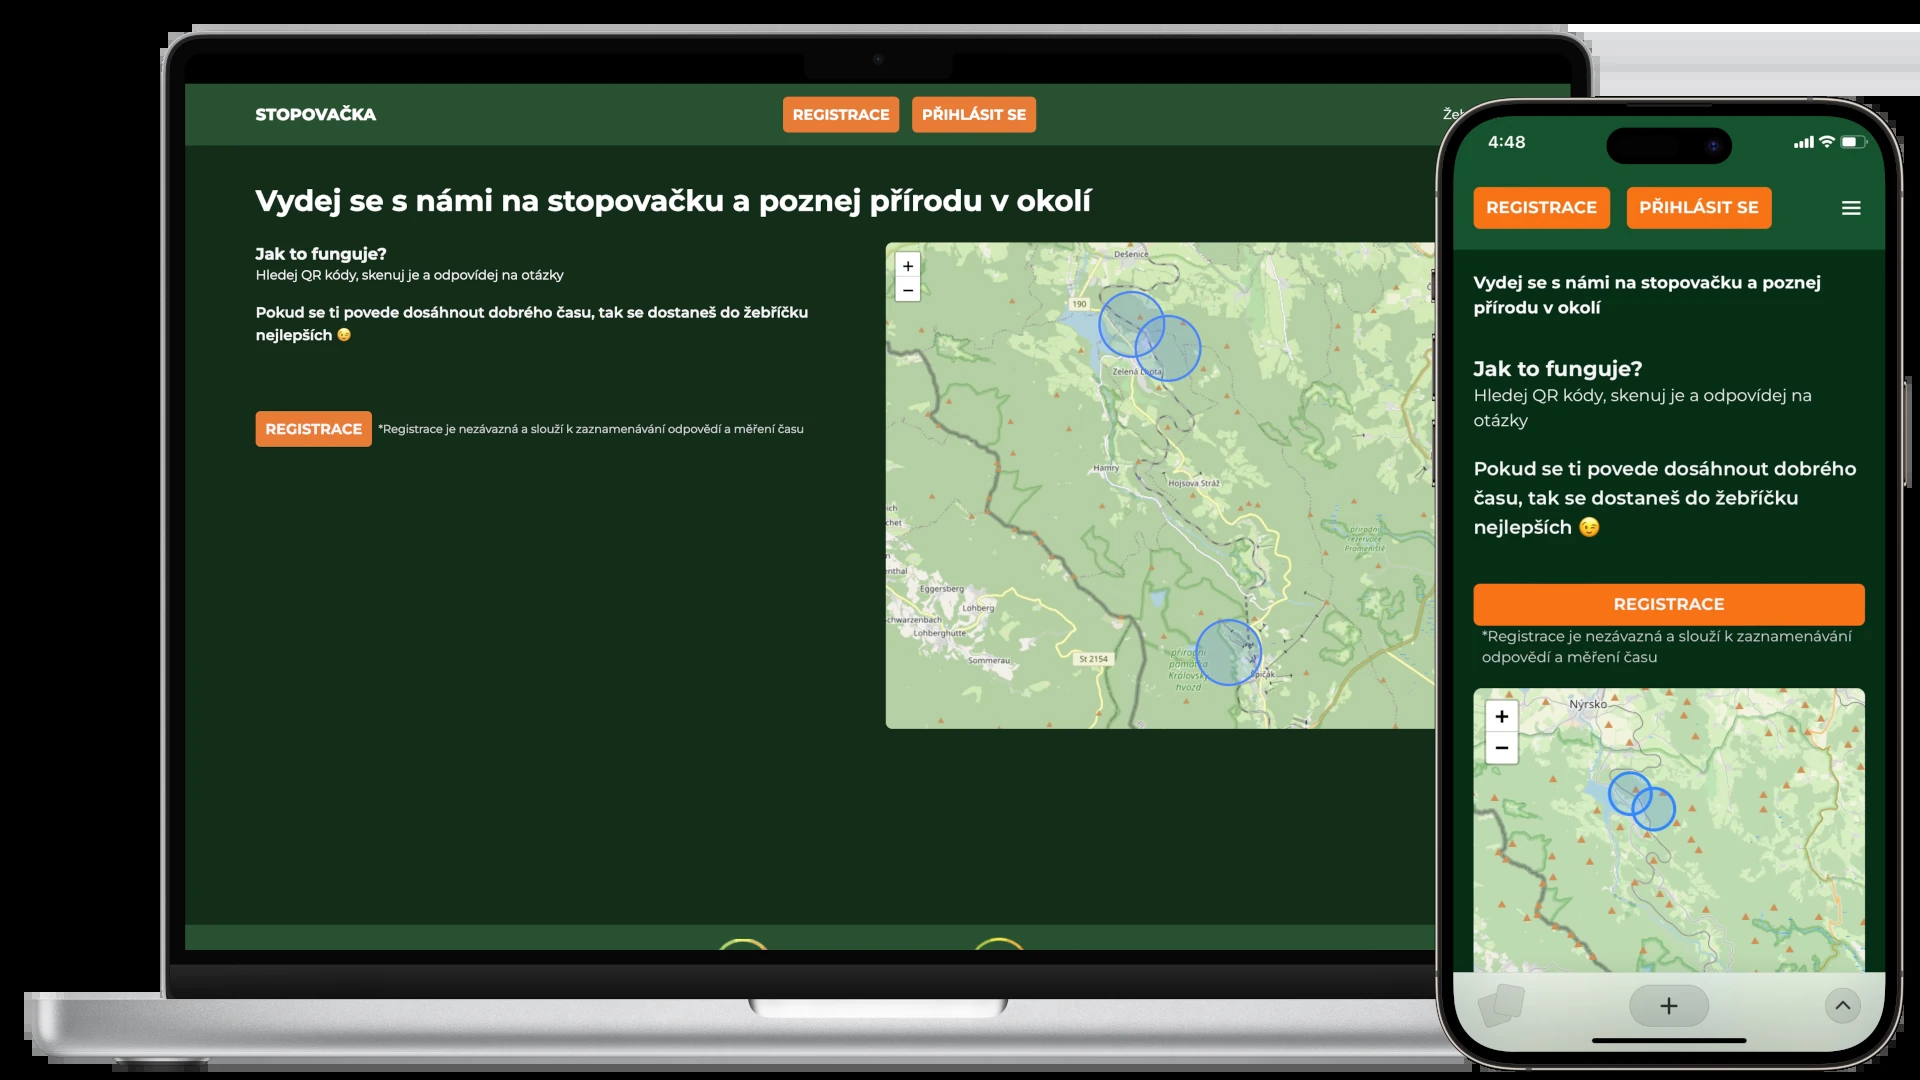 STOPOVAČKA
REGISTRACE
PŘIHLÁSIT SE
Vydej se s námi na stopovačku a poznej přírodu v okolí
Jak to funguje?
Hledej QR kódy, skenuj je a odpovídej na otázky
Pokud se ti povede dosáhnout dobrého času, tak se dostaneš do žebříčku
nejlepších 😉
REGISTRACE *Registrace je nezávazná a slouží k zaznamenávání odpovědí a měření času
+
−
Dešenice
190
Zelená Lhota
Hamry
Hojsova Stráž
přírodní
rezervace
Prameniště
Eggersberg
Lohberg
Lohberghütte
Sommerau
St 2154
přírodní
památka
Královský
hvozd
Špičák
4:48
REGISTRACE
PŘIHLÁSIT SE
Vydej se s námi na stopovačku a poznej
přírodu v okolí
Jak to funguje?
Hledej QR kódy, skenuj je a odpovídej na
otázky
Pokud se ti povede dosáhnout dobrého
času, tak se dostaneš do žebříčku
nejlepších 😉
REGISTRACE
*Registrace je nezávazná a slouží k zaznamenávání
odpovědí a měření času
+
−
Nýrsko